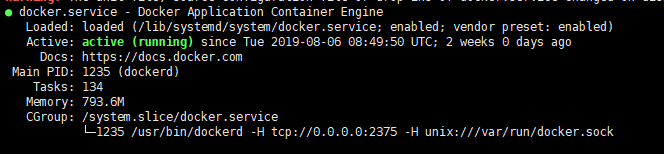 ● docker.service - Docker Application Container Engine
Loaded: loaded (/lib/systemd/system/docker.service; enabled; vendor preset: enabled)
Active: active (running) since Tue 2019-08-06 08:49:50 UTC; 2 weeks 0 days ago
Docs: https://docs.docker.com
Main PID: 1235 (dockerd)
Tasks: 134
Memory: 793.6M
CGroup: /system.slice/docker.service
└─1235 /usr/bin/dockerd -H tcp://0.0.0.0:2375 -H unix:///var/run/docker.sock